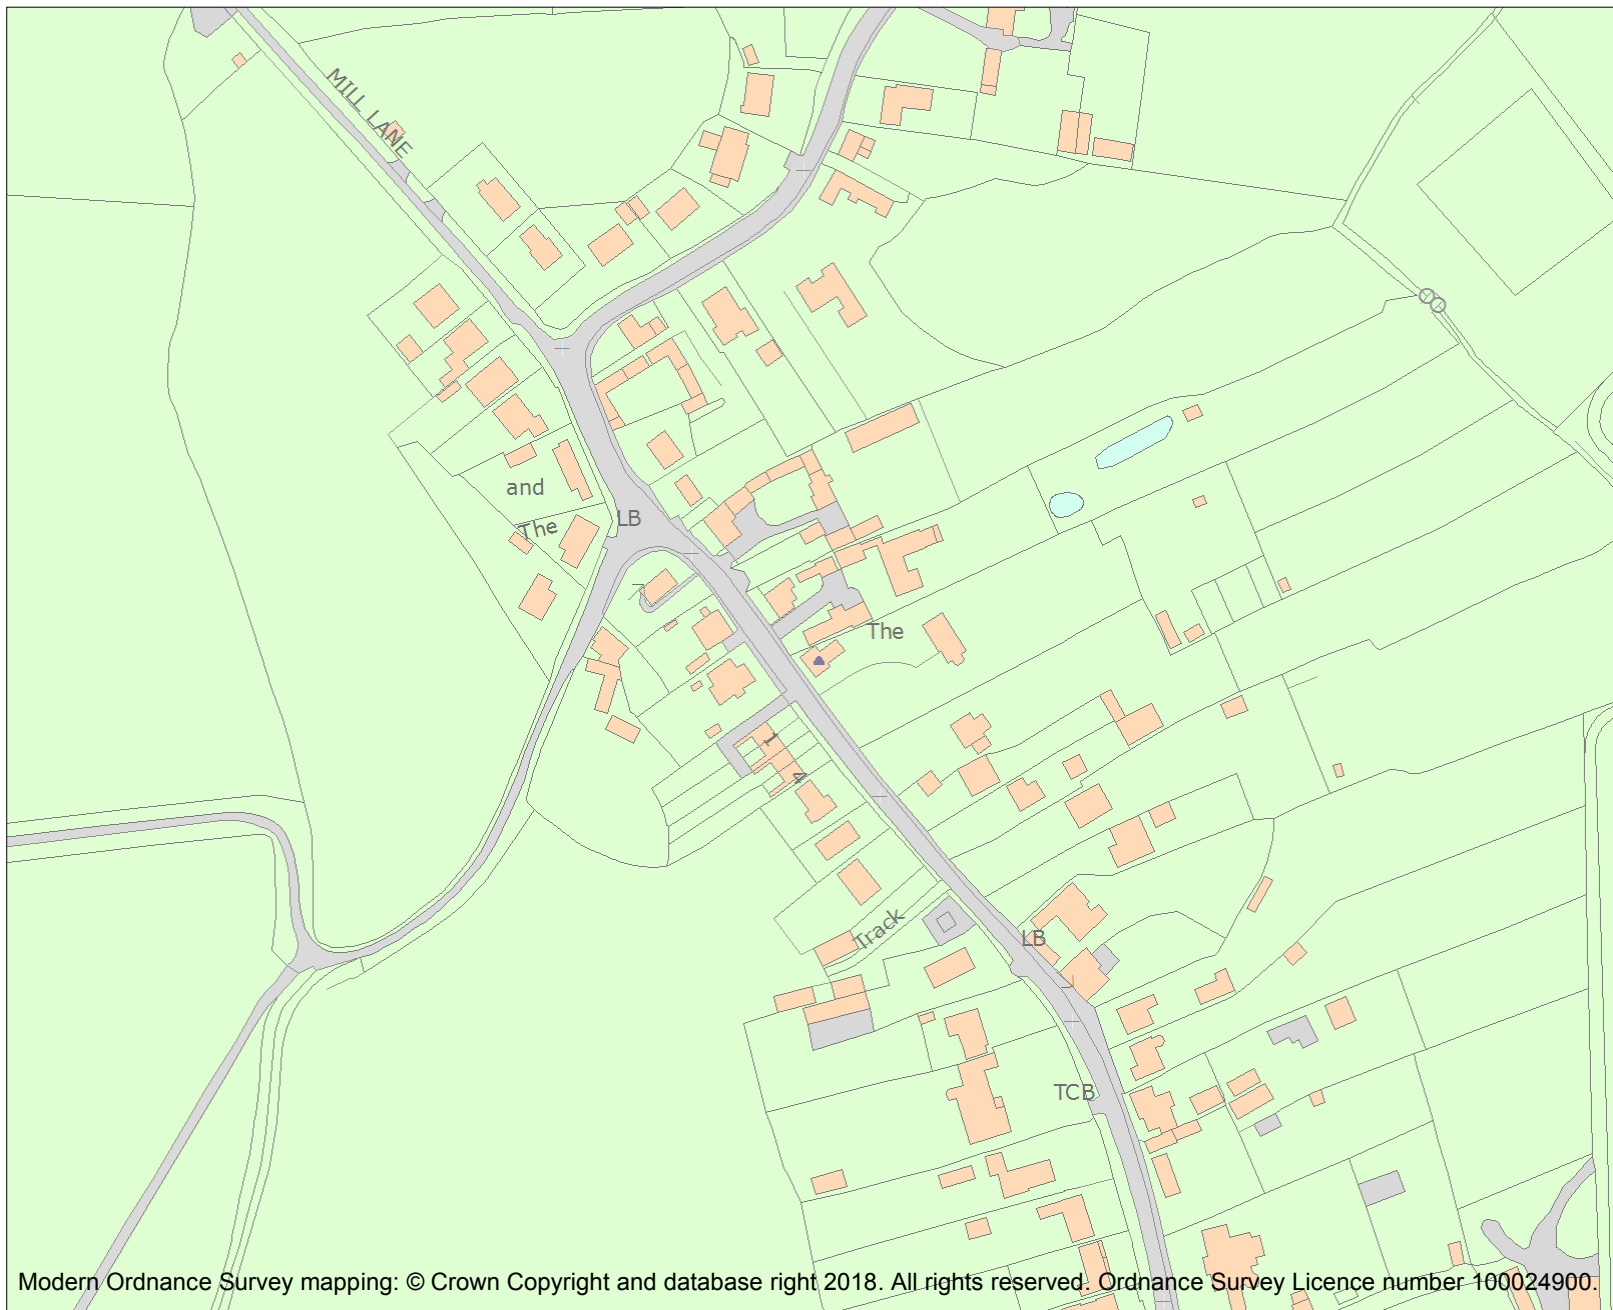 MILL LANE
and
The
LB
The
1
4
Track
LB
TCB
Modern Ordnance Survey mapping: © Crown Copyright and database right 2018. All rights reserved. Ordnance Survey Licence number 100024900.